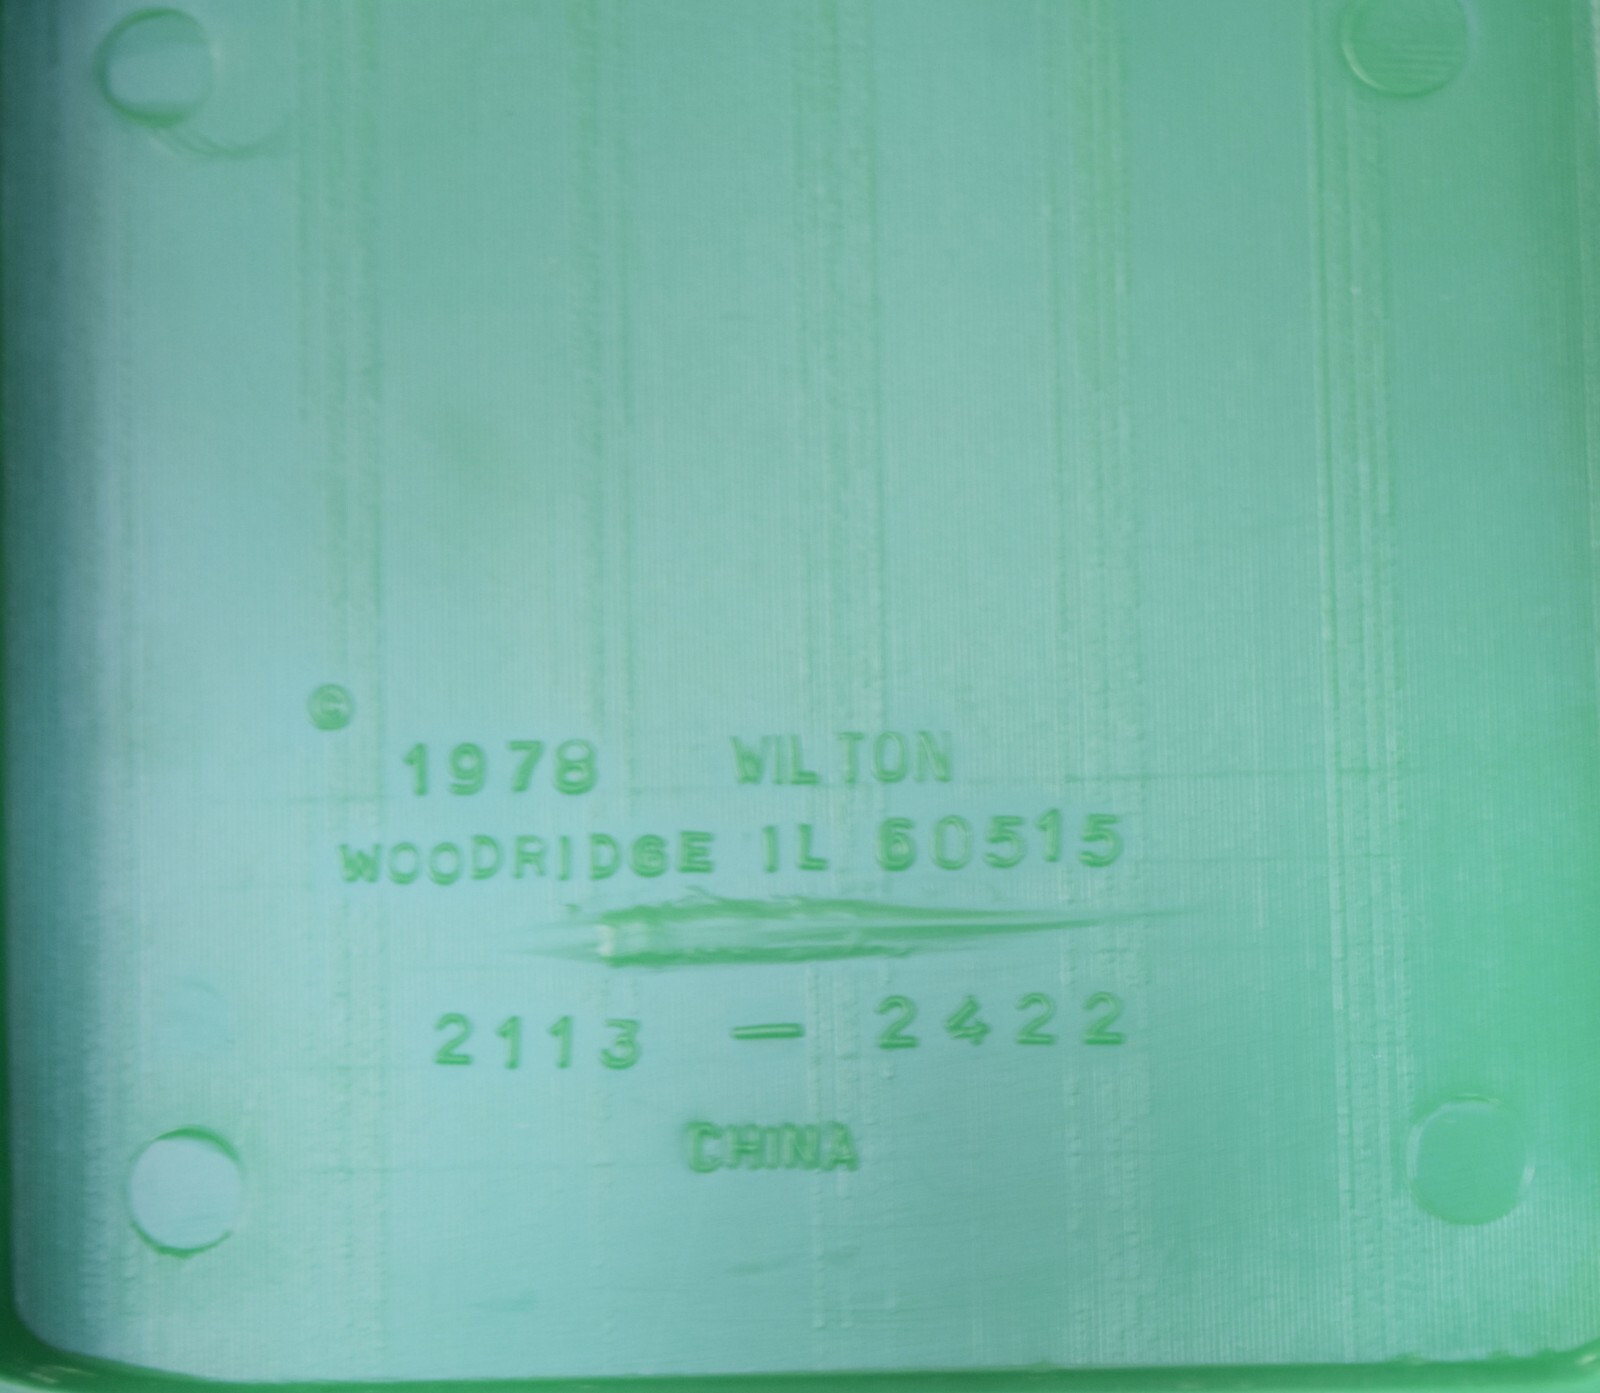 © 1978 WILTON
WOODRIDGE IL 60515
2113 - 2422
CHINA